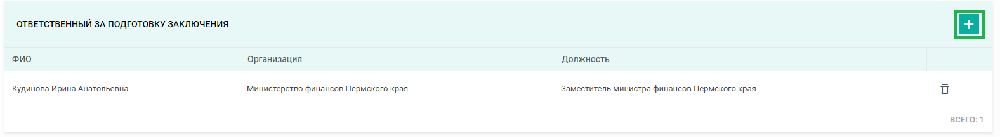 ОТВЕТСТВЕННЫЙ ЗА ПОДГОТОВКУ ЗАКЛЮЧЕНИЯ
ФИО Организация Должность
Кудинова Ирина Анатольевна Министерство финансов Пермского края Заместитель министра финансов Пермского края
ВСЕГО: 1